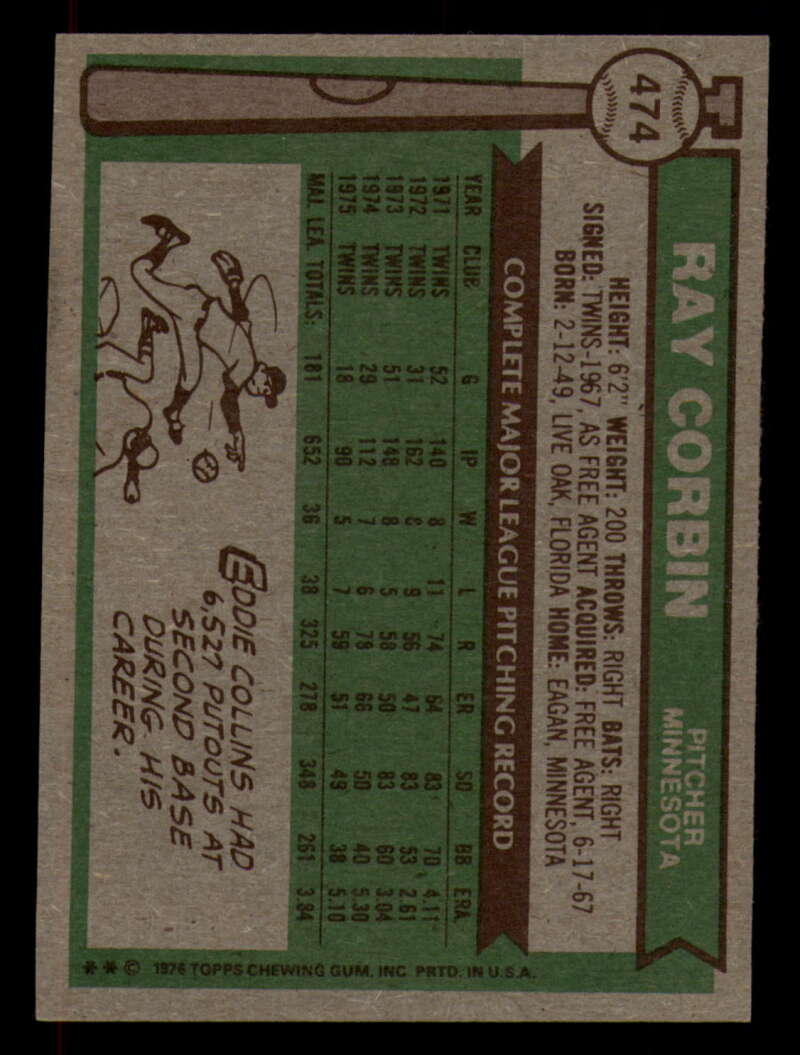 474
RAY CORBIN
PITCHER
MINNESOTA
HEIGHT: 6'2" WEIGHT: 200 THROWS: RIGHT BATS: RIGHT
SIGNED: TWINS-1967, AS FREE AGENT ACQUIRED: FREE AGENT, 6-17-67
BORN: 2-12-49, LIVE OAK, FLORIDA HOME: EAGAN, MINNESOTA
COMPLETE MAJOR LEAGUE PITCHING RECORD
YEAR CLUB G IP W L R ER SO BB ERA
1971 TWINS 52 140 8 11 74 64 83 70 4.11
1972 TWINS 31 162 8 9 56 47 83 53 2.61
1973 TWINS 51 148 8 5 58 50 83 60 3.04
1974 TWINS 29 112 7 6 78 66 50 40 5.30
1975 TWINS 18 90 5 7 59 51 49 38 5.10
MAJ. LEA. TOTALS: 181 652 36 38 325 278 348 261 3.84
EDDIE COLLINS HAD
6,527 PUTOUTS AT
SECOND BASE
DURING HIS
CAREER.
** © 1976 TOPPS CHEWING GUM, INC. PRTD. IN U.S.A.